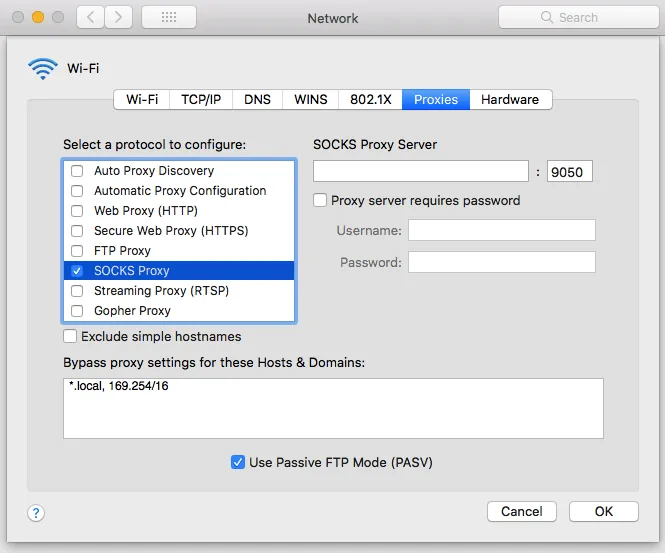 Network
Search
Wi-Fi
Wi-Fi TCP/IP DNS WINS 802.1X Proxies Hardware
Select a protocol to configure:
Auto Proxy Discovery
Automatic Proxy Configuration
Web Proxy (HTTP)
Secure Web Proxy (HTTPS)
FTP Proxy
SOCKS Proxy
Streaming Proxy (RTSP)
Gopher Proxy
Exclude simple hostnames
SOCKS Proxy Server
: 9050
Proxy server requires password
Username:
Password:
Bypass proxy settings for these Hosts & Domains:
*.local, 169.254/16
Use Passive FTP Mode (PASV)
? Cancel OK